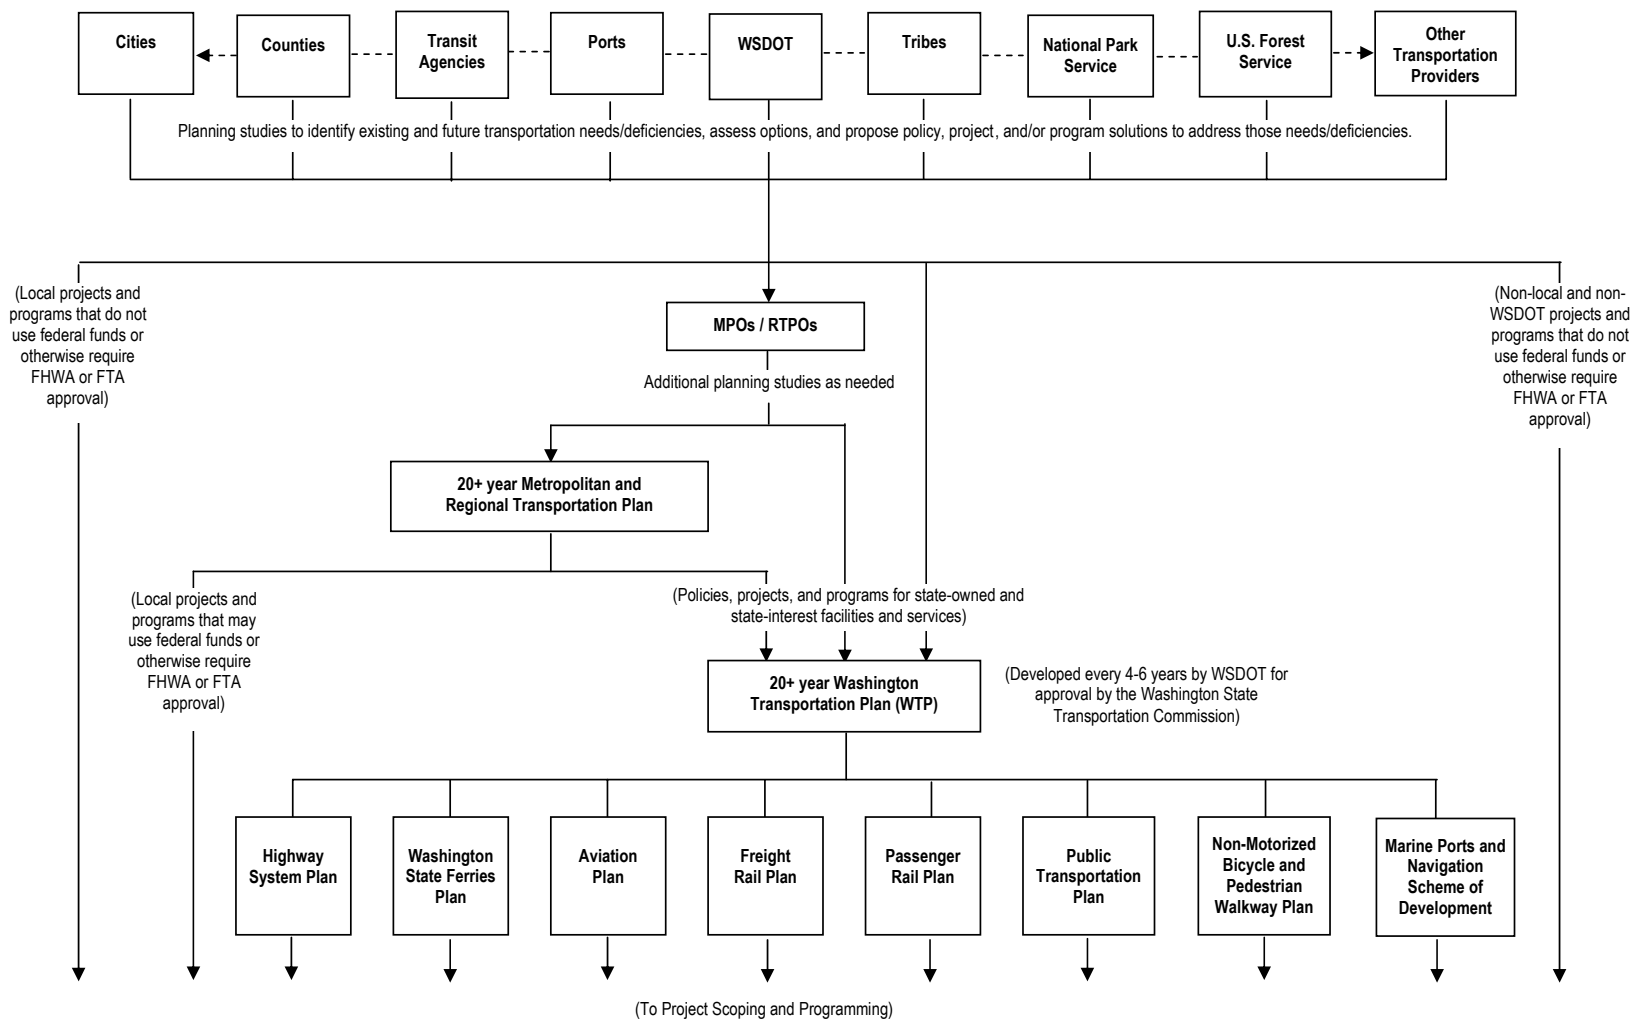 Cities
Counties
Transit
Agencies
Ports
WSDOT
Tribes
National Park
Service
U.S. Forest
Service
Other
Transportation
Providers
Planning studies to identify existing and future transportation needs/deficiencies, assess options, and propose policy, project, and/or program solutions to address those needs/deficiencies.
(Local projects and
programs that do not
use federal funds or
otherwise require
FHWA or FTA
approval)
MPOs / RTPOs
(Non-local and non-
WSDOT projects and
programs that do not
use federal funds or
otherwise require
FHWA or FTA
approval)
Additional planning studies as needed
20+ year Metropolitan and
Regional Transportation Plan
(Local projects and
programs that may
use federal funds or
otherwise require
FHWA or FTA
approval)
(Policies, projects, and programs for state-owned and
state-interest facilities and services)
20+ year Washington
Transportation Plan (WTP)
(Developed every 4-6 years by WSDOT for
approval by the Washington State
Transportation Commission)
Highway
System Plan
Washington
State Ferries
Plan
Aviation
Plan
Freight
Rail Plan
Passenger
Rail Plan
Public
Transportation
Plan
Non-Motorized
Bicycle and
Pedestrian
Walkway Plan
Marine Ports and
Navigation
Scheme of
Development
(To Project Scoping and Programming)